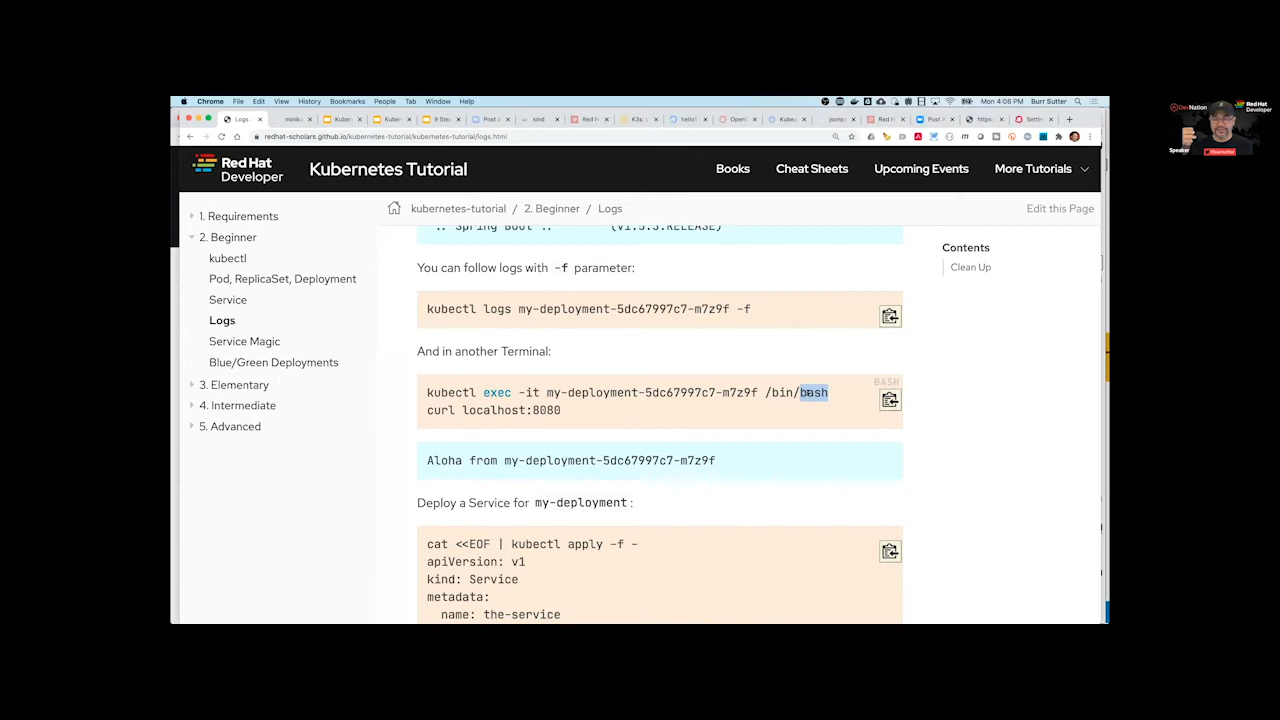 Chrome File Edit View History Bookmarks People Tab Window Help
Mon 4:08 PM Burr Sutter
Logs
redhat-scholars.github.io/kubernetes-tutorial/kubernetes-tutorial/logs.html
Red Hat
Developer
Kubernetes Tutorial
Books
Cheat Sheets
Upcoming Events
More Tutorials
kubernetes-tutorial / 2. Beginner / Logs
Edit this Page
1. Requirements
2. Beginner
kubectl
Pod, ReplicaSet, Deployment
Service
Logs
Service Magic
Blue/Green Deployments
3. Elementary
4. Intermediate
5. Advanced
You can follow logs with -f parameter:
kubectl logs my-deployment-5dc67997c7-m7z9f -f
And in another Terminal:
BASH
kubectl exec -it my-deployment-5dc67997c7-m7z9f /bin/bash
curl localhost:8080
Aloha from my-deployment-5dc67997c7-m7z9f
Deploy a Service for my-deployment :
cat <<EOF | kubectl apply -f -
apiVersion: v1
kind: Service
metadata:
name: the-service
Contents
Clean Up
DevNation
Red Hat
Developer
Speaker